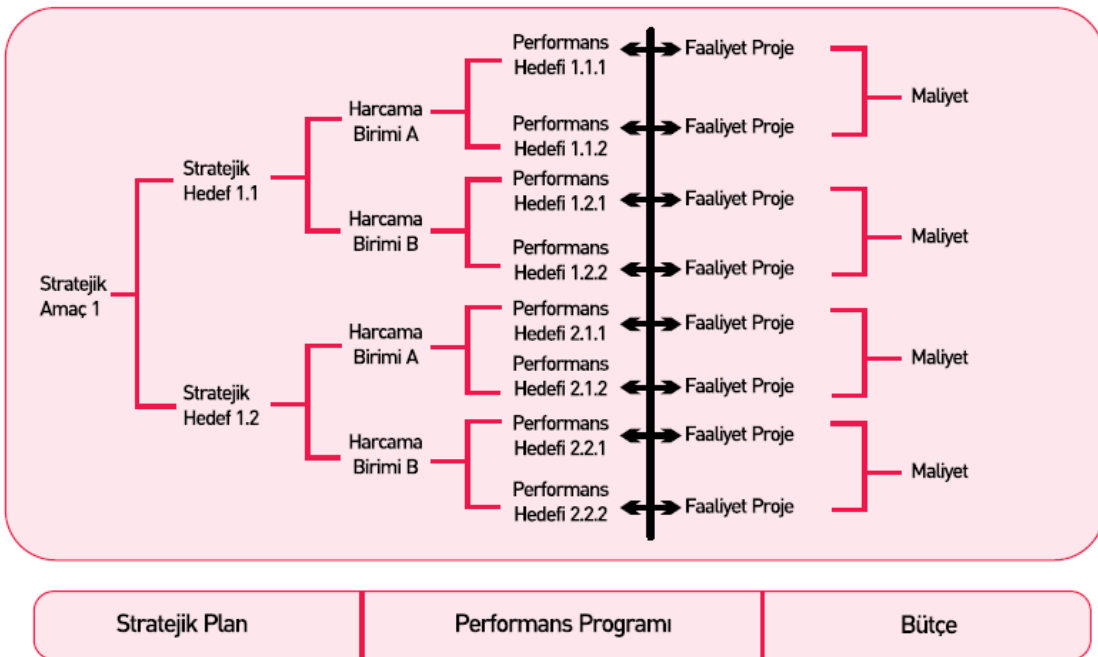 Performans
Hedefi 1.1.1
Faaliyet Proje
Maliyet
Harcama
Birimi A
Performans
Hedefi 1.1.2
Faaliyet Proje
Stratejik
Hedef 1.1
Performans
Hedefi 1.2.1
Faaliyet Proje
Harcama
Birimi B
Maliyet
Performans
Hedefi 1.2.2
Faaliyet Proje
Stratejik
Amaç 1
Performans
Hedefi 2.1.1
Faaliyet Proje
Harcama
Birimi A
Maliyet
Performans
Hedefi 2.1.2
Faaliyet Proje
Stratejik
Hedef 1.2
Performans
Hedefi 2.2.1
Faaliyet Proje
Harcama
Birimi B
Maliyet
Performans
Hedefi 2.2.2
Faaliyet Proje
Stratejik Plan
Performans Programı
Bütçe